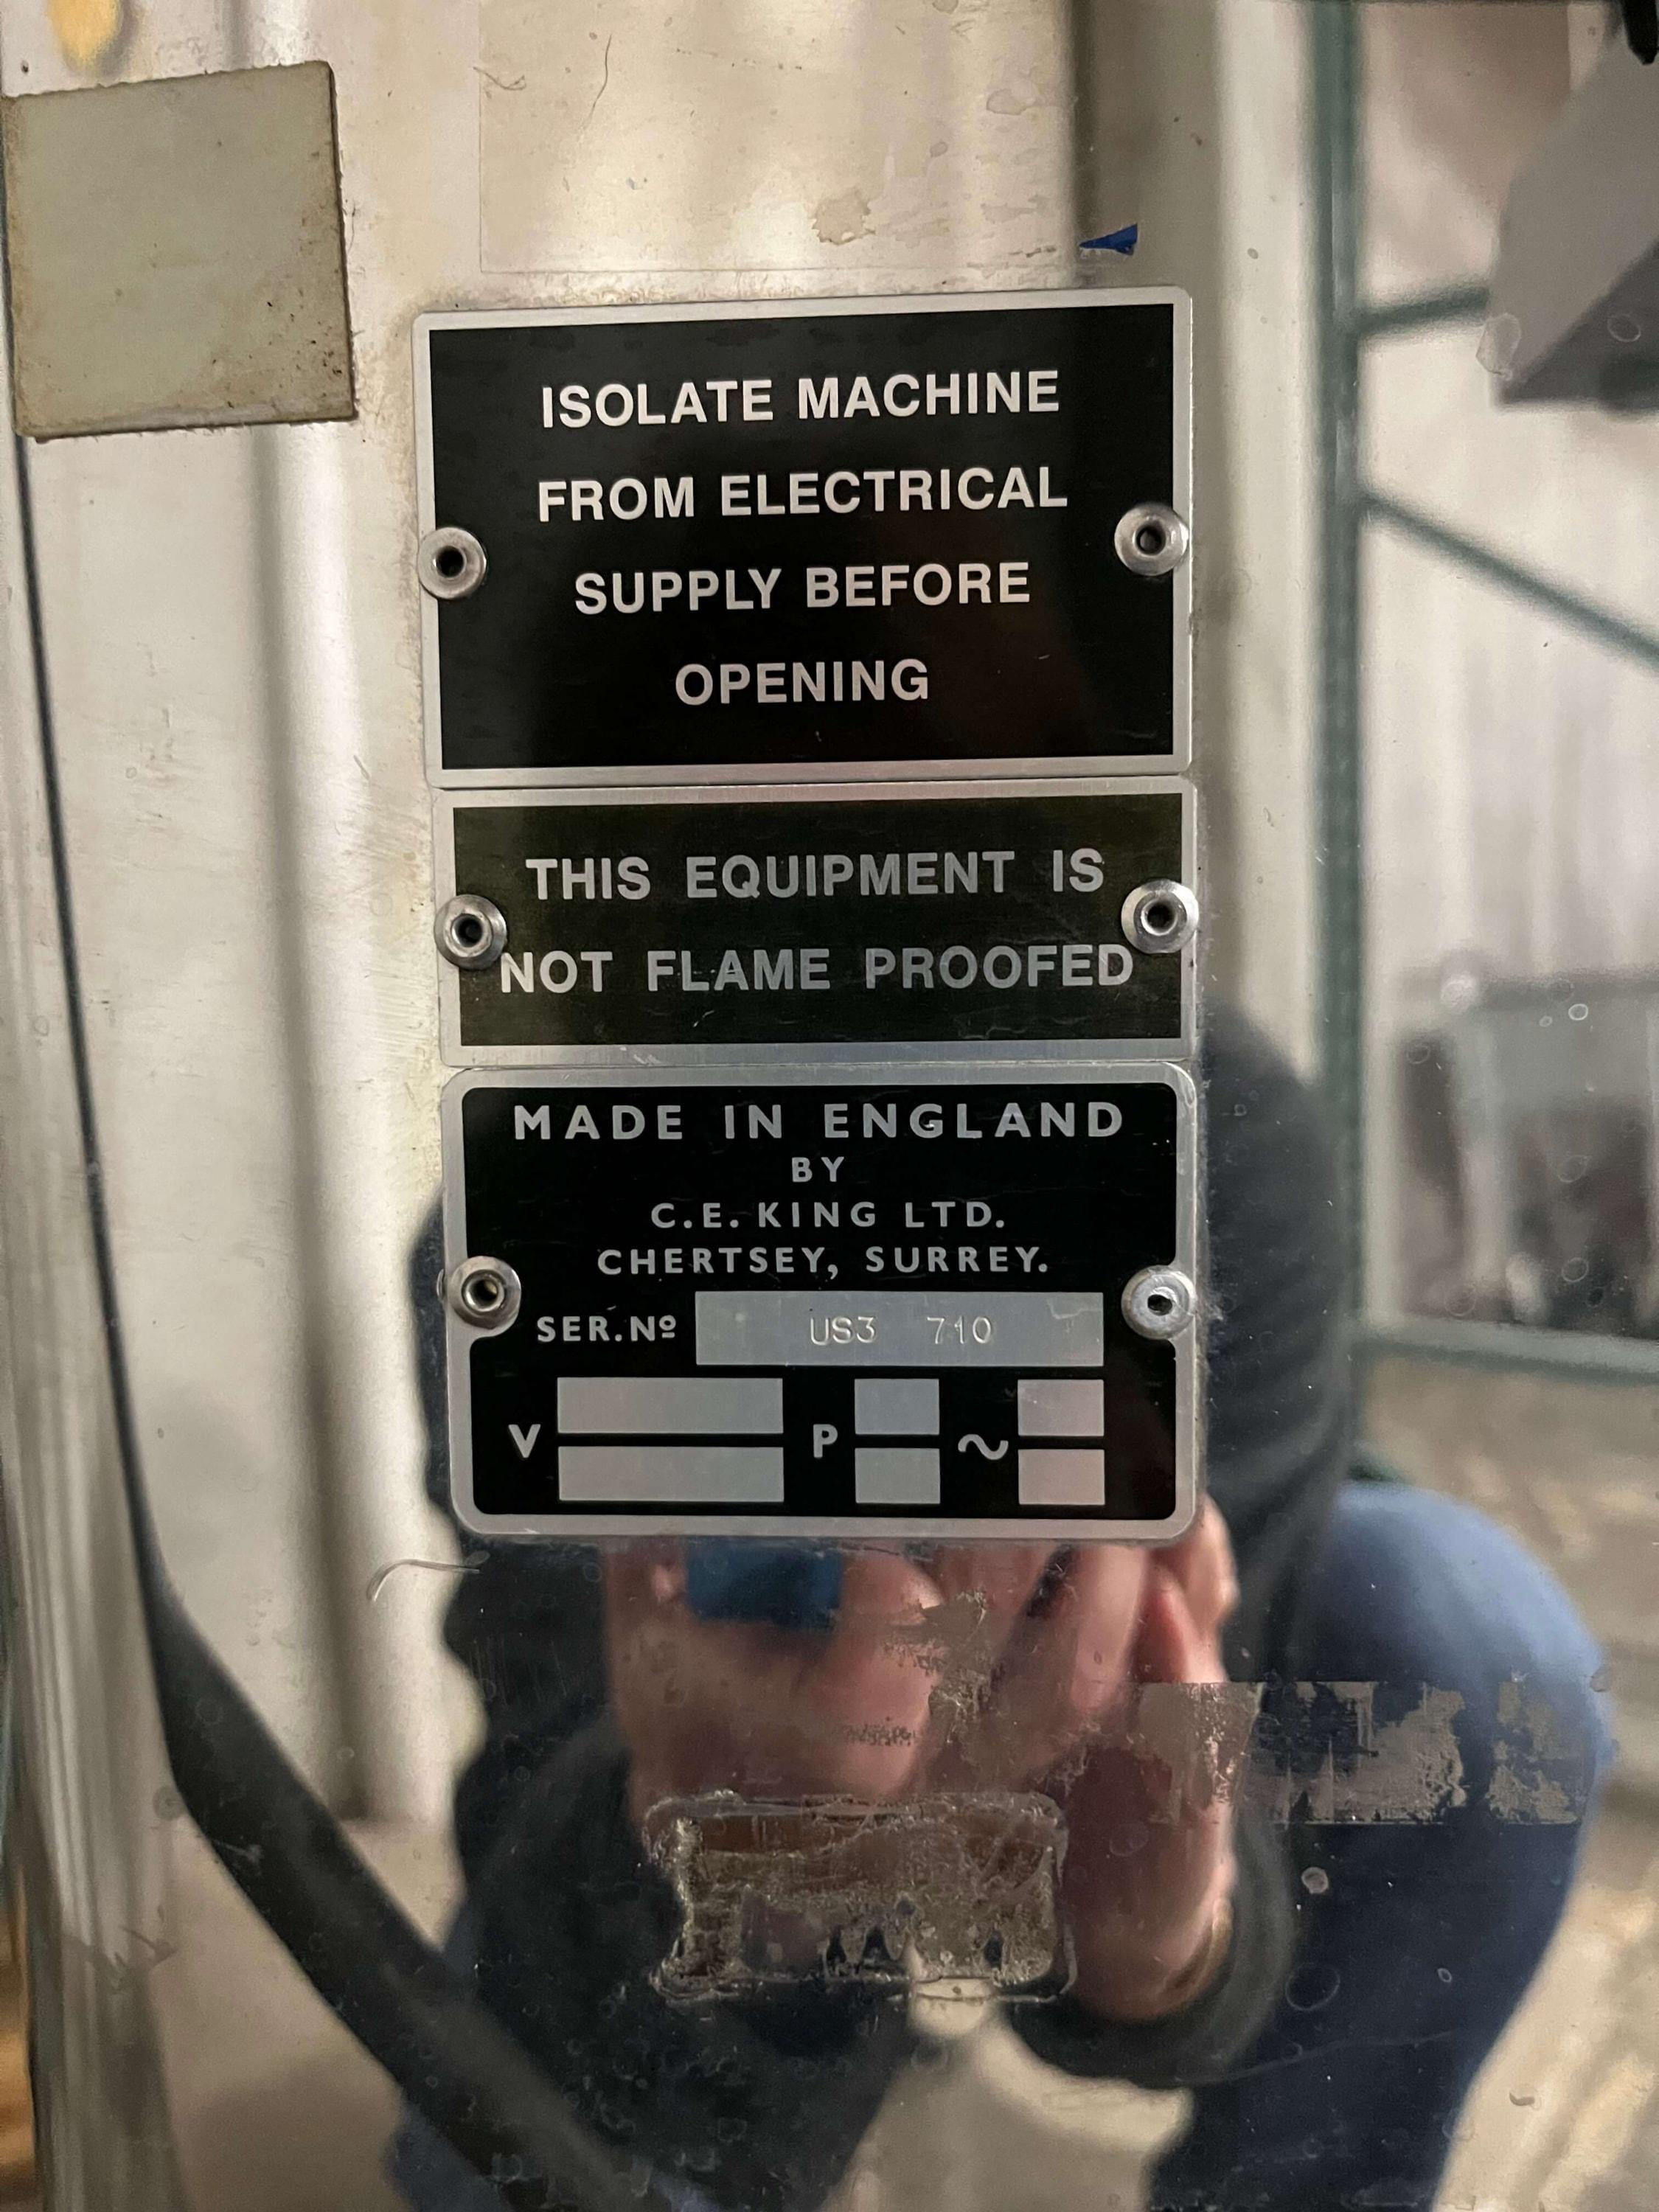 ISOLATE MACHINE
FROM ELECTRICAL
SUPPLY BEFORE
OPENING
THIS EQUIPMENT IS
NOT FLAME PROOFED
MADE IN ENGLAND
BY
C.E. KING LTD.
CHERTSEY, SURREY.
SER.Nº US3 710
V P ~